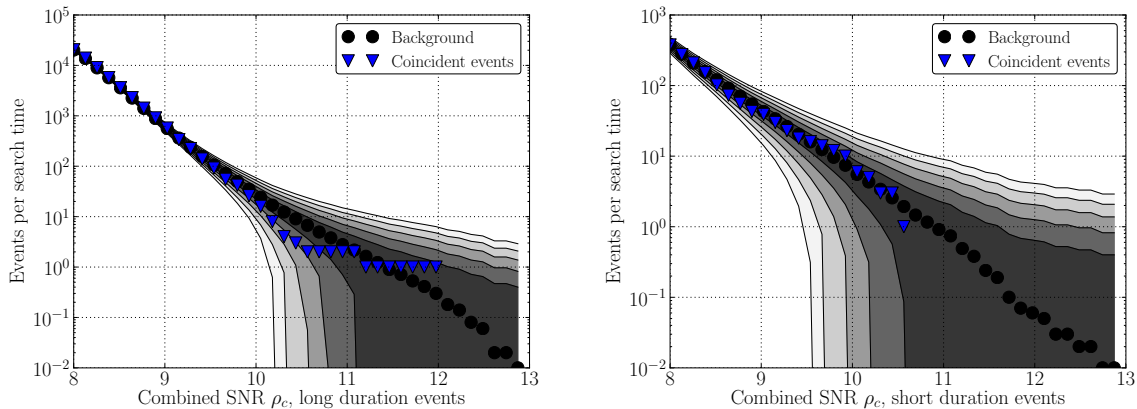 10^5
10^4
10^3
10^2
10^1
10^0
10^−1
10^−2
Events per search time
Background
Coincident events
8 9 10 11 12 13
Combined SNR ρ_c, long duration events
10^3
10^2
10^1
10^0
10^−1
10^−2
Events per search time
Background
Coincident events
8 9 10 11 12 13
Combined SNR ρ_c, short duration events